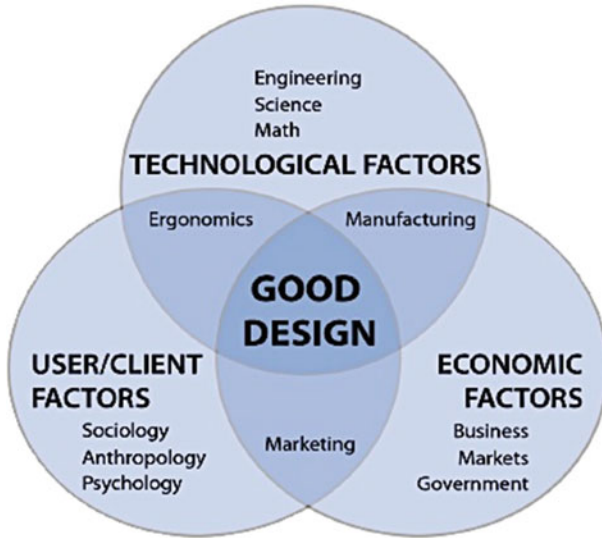 Engineering
Science
Math
TECHNOLOGICAL FACTORS
Ergonomics
Manufacturing
GOOD
DESIGN
USER/CLIENT
FACTORS
Sociology
Anthropology
Psychology
Marketing
ECONOMIC
FACTORS
Business
Markets
Government